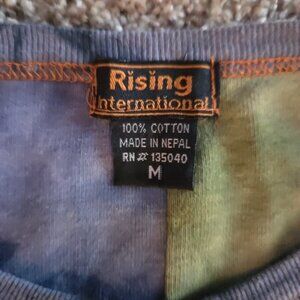 Rising
International
100% COTTON
MADE IN NEPAL
RN # 135040
M